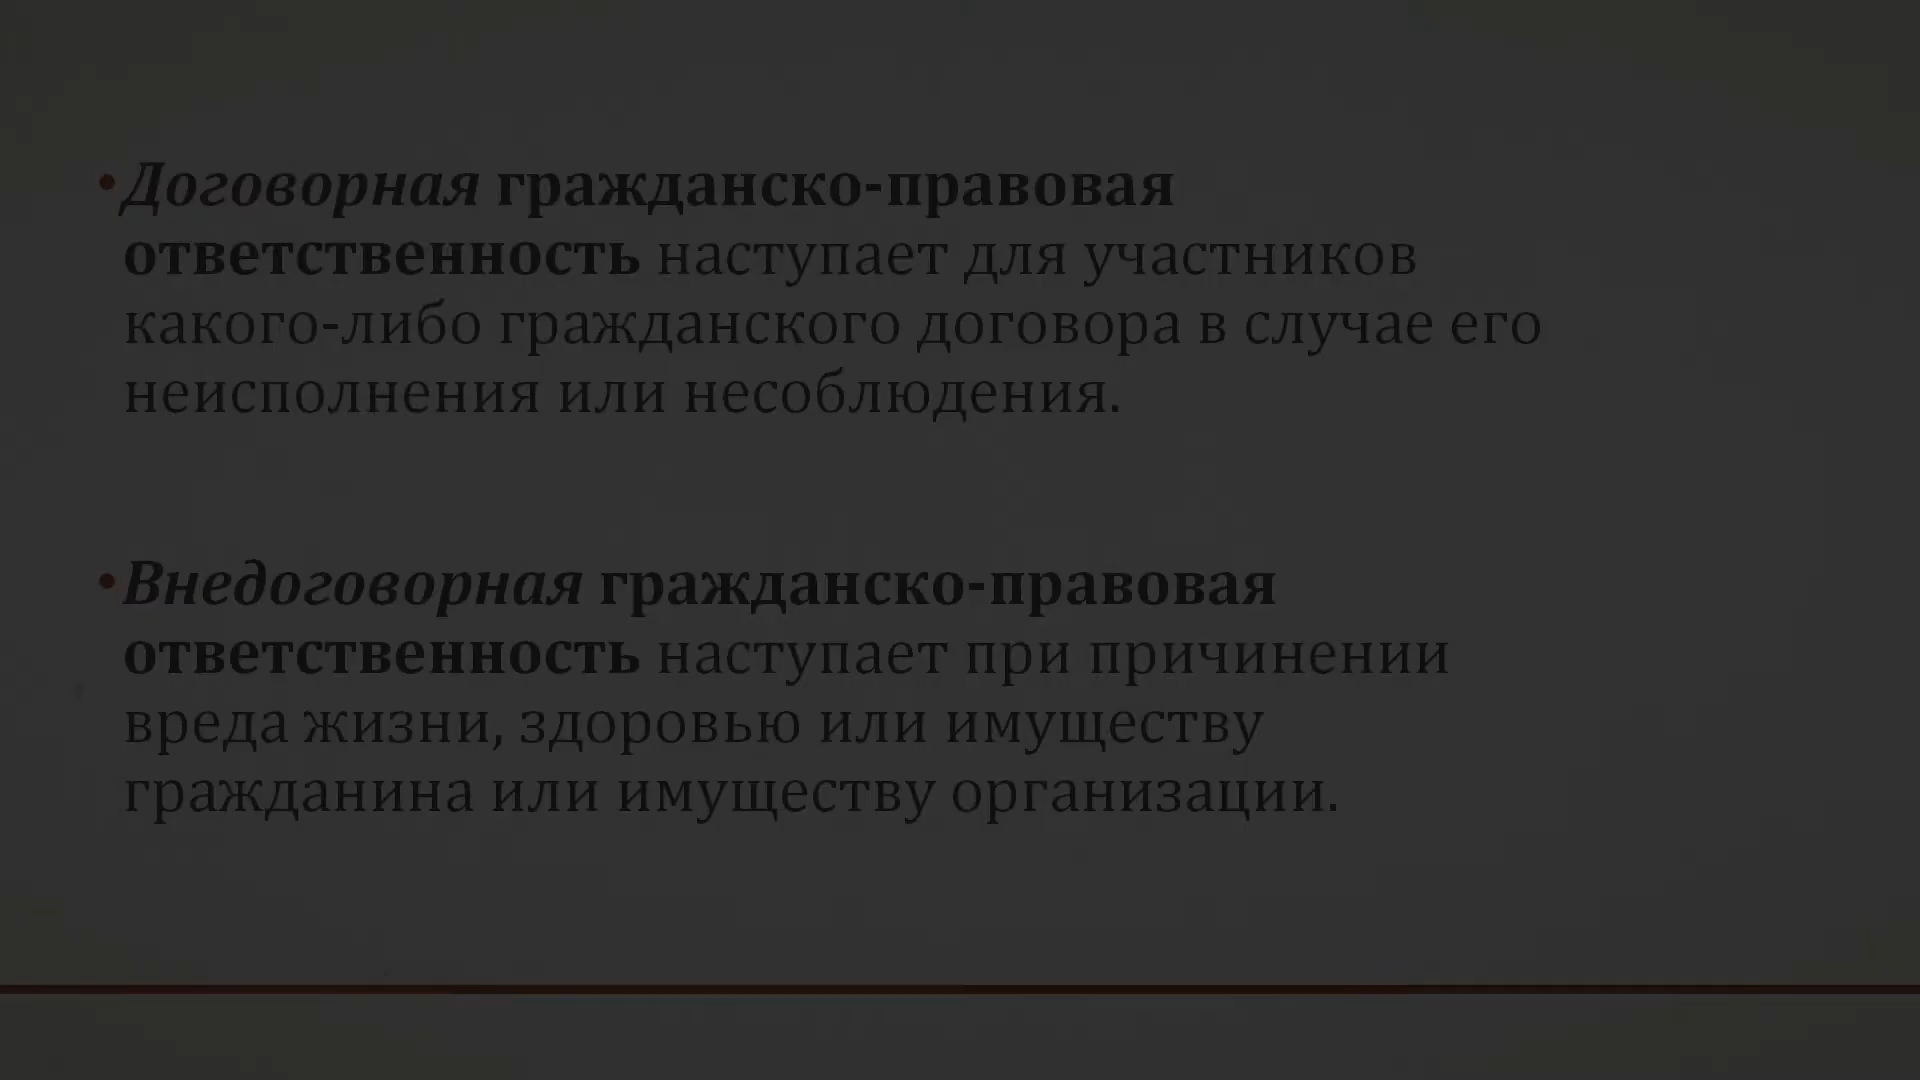 •Договорная гражданско-правовая
ответственность наступает для участников
какого-либо гражданского договора в случае его
неисполнения или несоблюдения.
•Внедоговорная гражданско-правовая
ответственность наступает при причинении
вреда жизни, здоровью или имуществу
гражданина или имуществу организации.